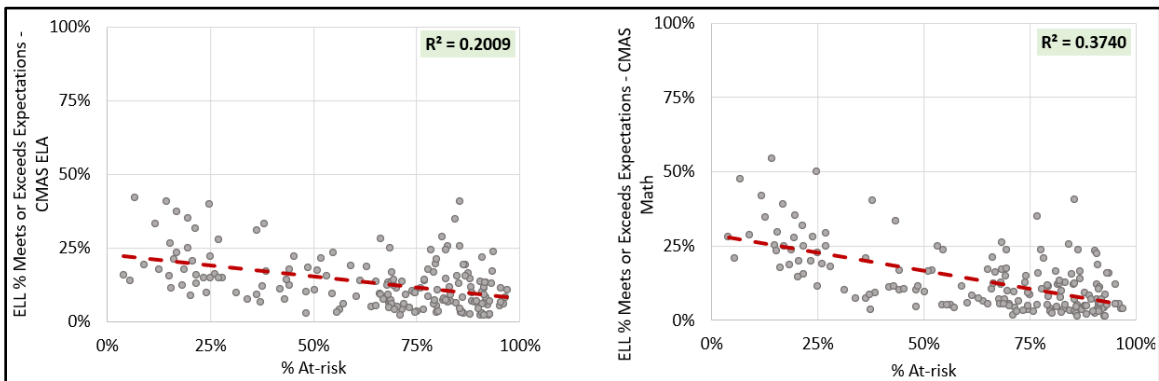 ELL % Meets or Exceeds Expectations -
CMAS ELA
100%
75%
50%
25%
0%
R² = 0.2009
0%
25%
50%
75%
100%
% At-risk
ELL % Meets or Exceeds Expectations - CMAS
Math
100%
75%
50%
25%
0%
R² = 0.3740
0%
25%
50%
75%
100%
% At-risk